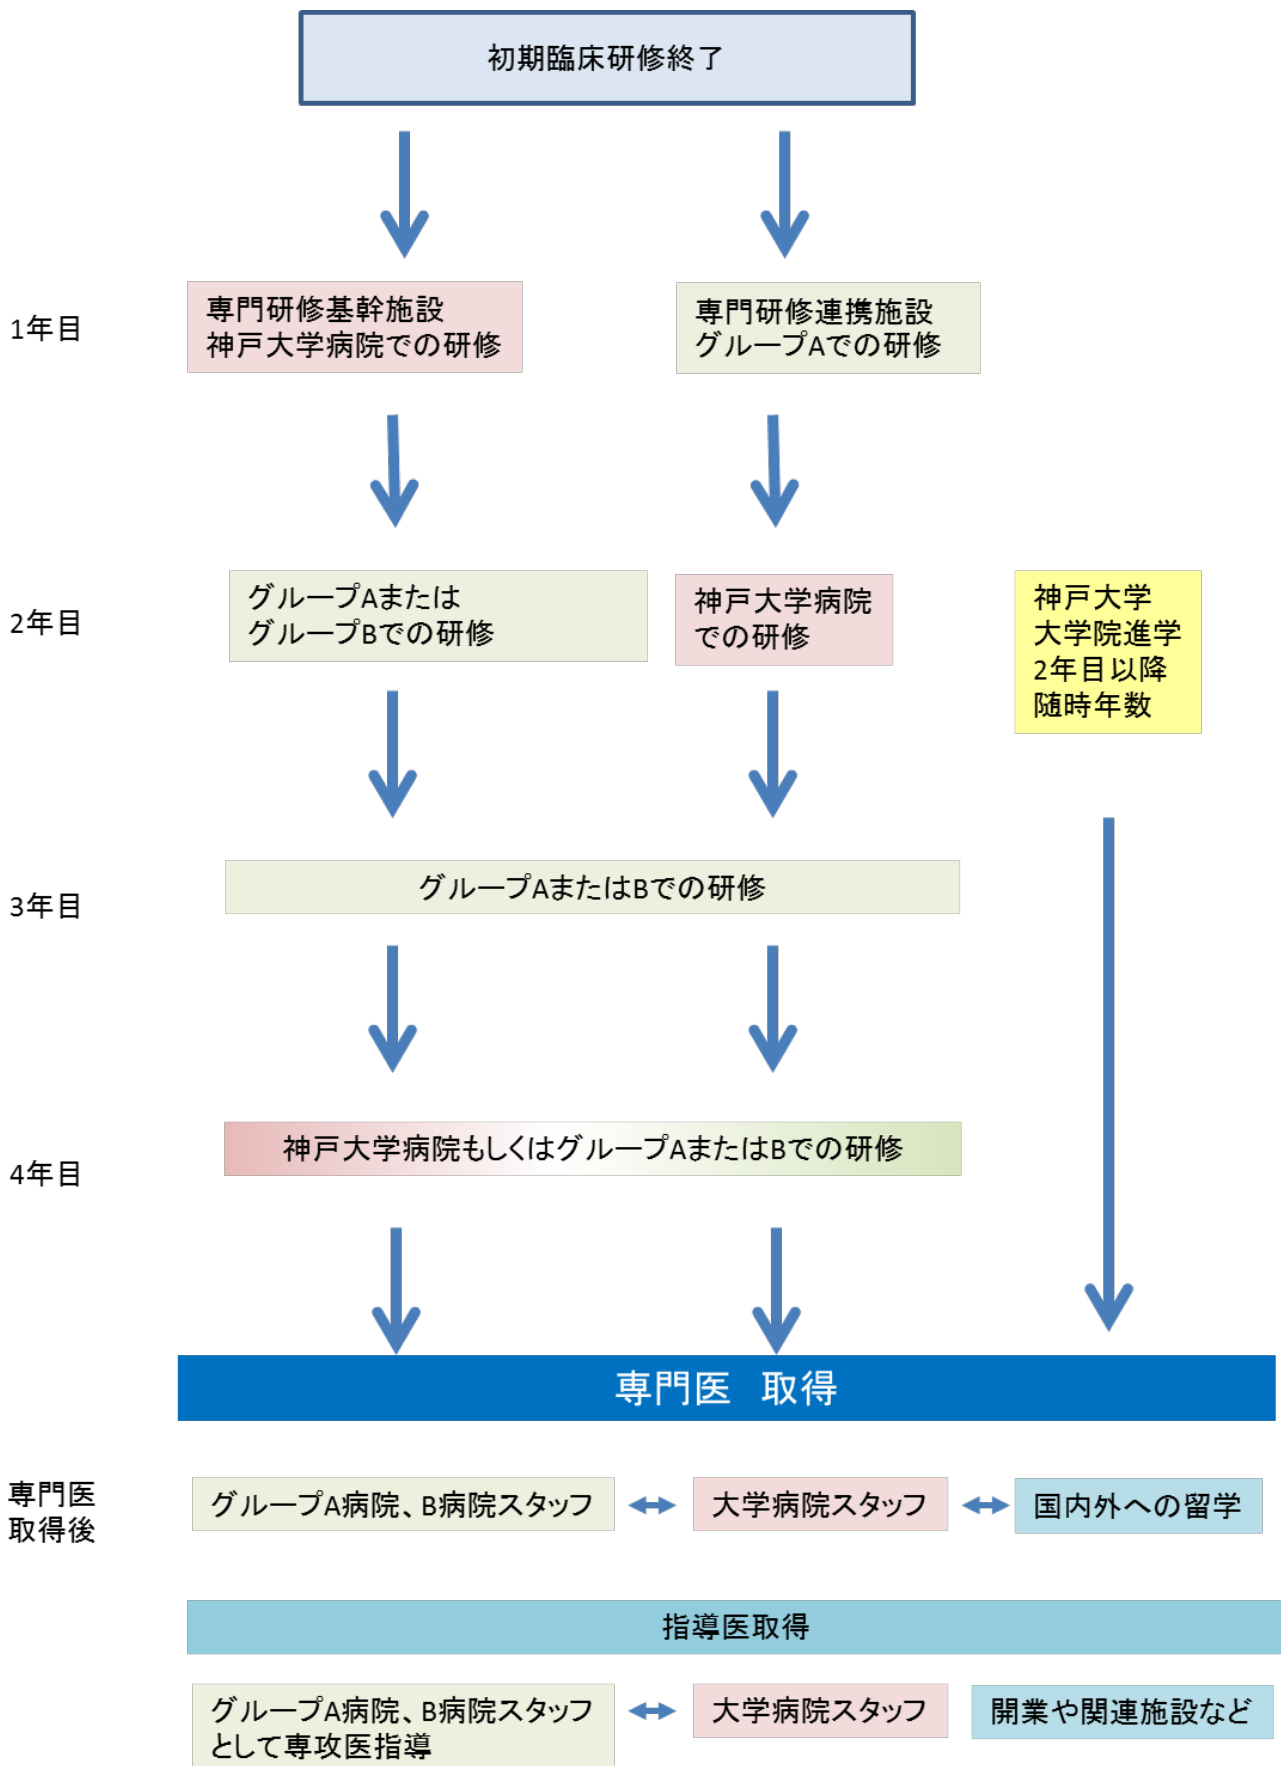 初期臨床研修終了
1年目
専門研修基幹施設
神戸大学病院での研修
専門研修連携施設
グループAでの研修
2年目
グループAまたは
グループBでの研修
神戸大学病院
での研修
神戸大学
大学院進学
2年目以降
随時年数
3年目
グループAまたはBでの研修
4年目
神戸大学病院もしくはグループAまたはBでの研修
専門医　取得
専門医
取得後
グループA病院、B病院スタッフ
大学病院スタッフ
国内外への留学
指導医取得
グループA病院、B病院スタッフ
として専攻医指導
大学病院スタッフ
開業や関連施設など